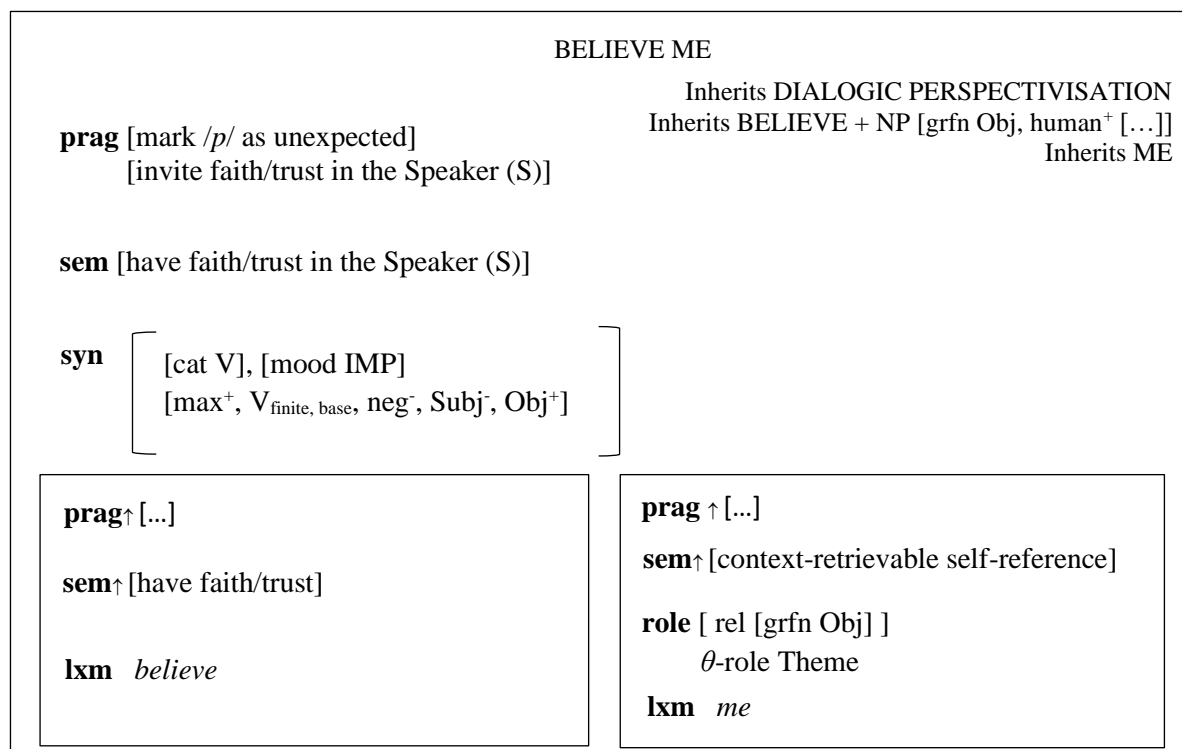 BELIEVE ME
Inherits DIALOGIC PERSPECTIVISATION
Inherits BELIEVE + NP [grfn Obj, human⁺ […]]
Inherits ME
prag [mark /p/ as unexpected]
[invite faith/trust in the Speaker (S)]
sem [have faith/trust in the Speaker (S)]
syn
[cat V], [mood IMP]
[max⁺, V_finite, base, neg⁻, Subj⁻, Obj⁺]
prag↑ […]
sem↑ [have faith/trust]
lxm believe
prag ↑ […]
sem↑ [context-retrievable self-reference]
role [ rel [grfn Obj] ]
θ-role Theme
lxm me